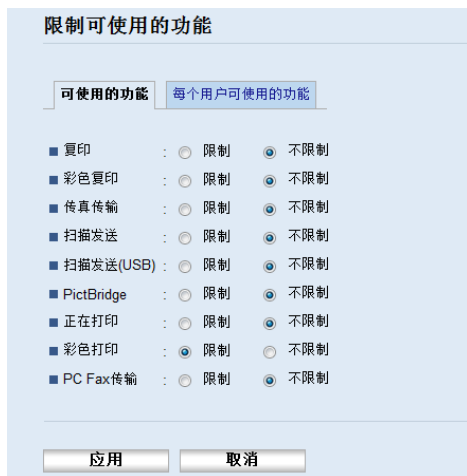 限制可使用的功能
可使用的功能 每个用户可使用的功能
复印 : 限制 不限制
彩色复印 : 限制 不限制
传真传输 : 限制 不限制
扫描发送 : 限制 不限制
扫描发送(USB) : 限制 不限制
PictBridge : 限制 不限制
正在打印 : 限制 不限制
彩色打印 : 限制 不限制
PC Fax传输 : 限制 不限制
应用 取消